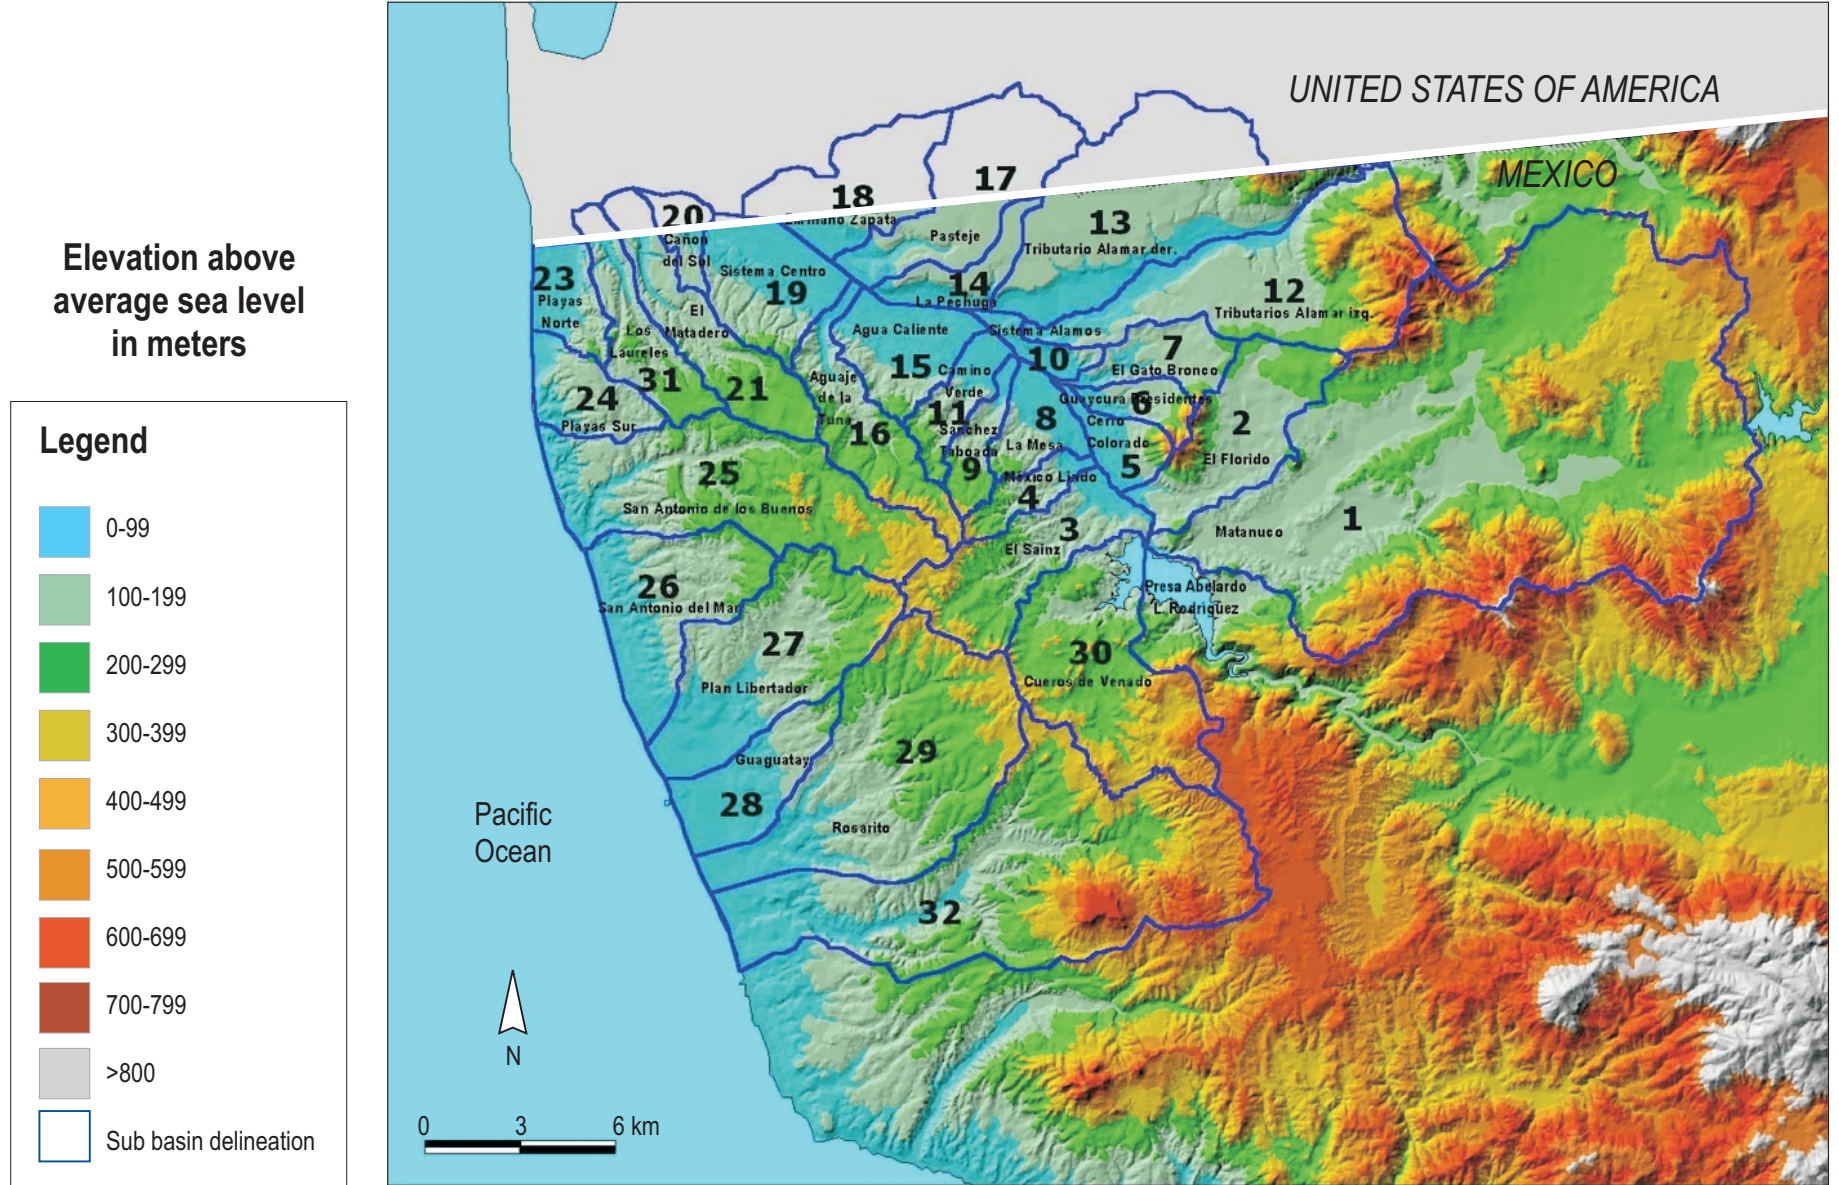 Elevation above
average sea level
in meters
Legend
0-99
100-199
200-299
300-399
400-499
500-599
600-699
700-799
>800
Sub basin delineation
UNITED STATES OF AMERICA
MEXICO
Pacific
Ocean
N
0 3 6 km
17
18
Emiliano Zapata
20
Cañon
del Sol
13
Tributario Alamar der.
Pasteje
23
Playas
Norte
Sistema Centro
19
14
La Pechuga
12
Tributarios Alamar izq.
El
Matadero
Los
Laureles
Agua Caliente
Sistema Alamos
15
10
7
El Gato Bronco
Camino
Verde
Aguaje
de la
Tuna
31
21
24
Playas Sur
16
11
Sanchez
Taboada
9
8
La Mesa
Guaycura Presidentes
6
Cerro
Colorado
5
2
El Florido
México Lindo
4
3
El Sainz
25
San Antonio de los Buenos
1
Matanuco
26
San Antonio del Mar
Presa Abelardo
L. Rodriquez
27
Plan Libertador
30
Cueros de Venado
29
Guaguatay
28
Rosarito
32